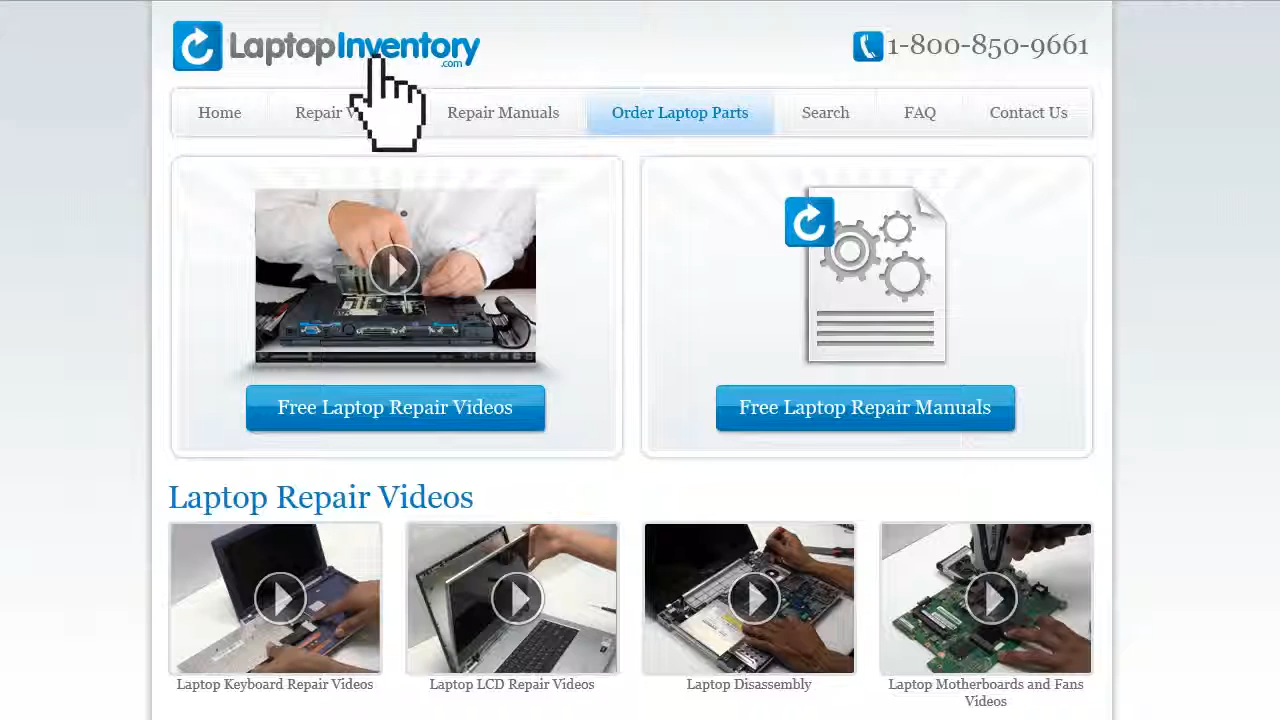 LaptopInventory
.com
1-800-850-9661
Home
Repair V
Repair Manuals
Order Laptop Parts
Search
FAQ
Contact Us
Free Laptop Repair Videos
Free Laptop Repair Manuals
Laptop Repair Videos
Laptop Keyboard Repair Videos
Laptop LCD Repair Videos
Laptop Disassembly
Laptop Motherboards and Fans
Videos